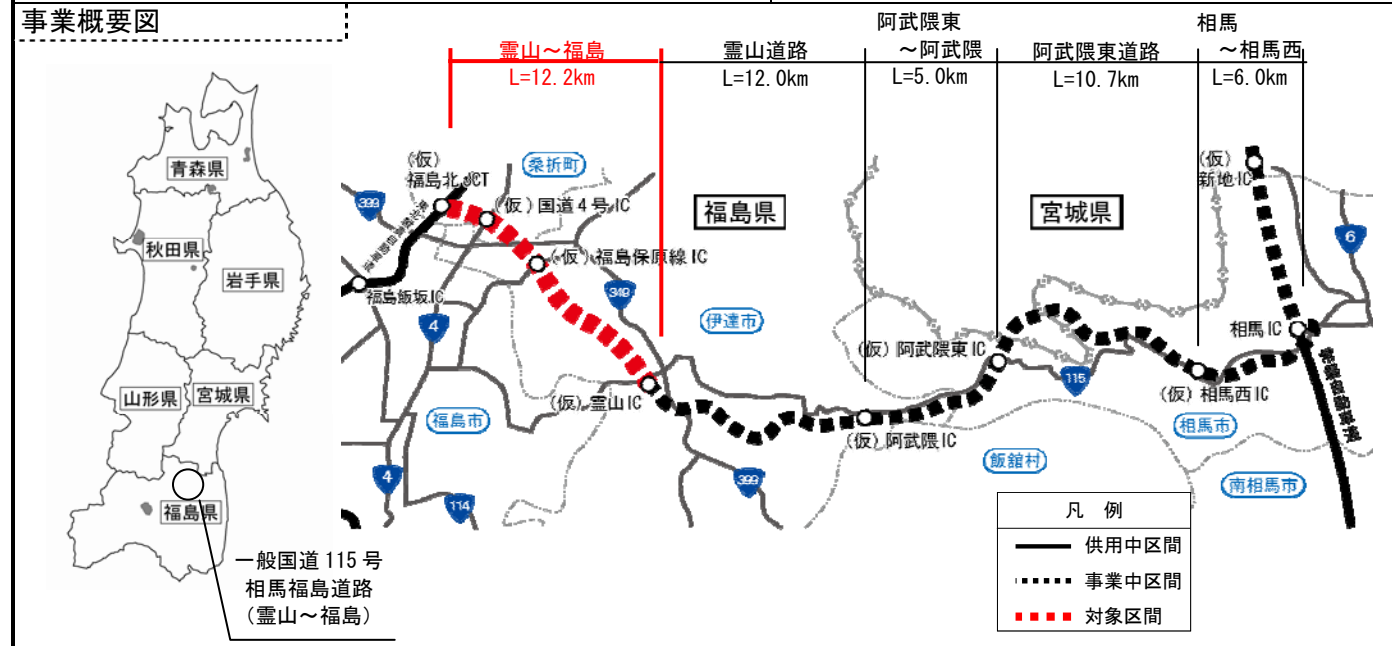 事業概要図
霊山～福島
L=12.2km
霊山道路
L=12.0km
阿武隈東
～阿武隈
L=5.0km
阿武隈東道路
L=10.7km
相馬
～相馬西
L=6.0km
青森県
秋田県
岩手県
山形県
宮城県
福島県
一般国道115号
相馬福島道路
（霊山～福島）
(仮)
福島北JCT
桑折町
399
(仮)国道4号IC
(仮)福島保原線IC
東北縦貫自動車道
福島飯坂IC
4
349
伊達市
福島県
宮城県
(仮)
新地IC
6
相馬IC
常磐自動車道
(仮)霊山IC
福島市
4
114
399
(仮)阿武隈IC
(仮)阿武隈東IC
115
(仮)相馬西IC
相馬市
飯舘村
南相馬市
凡 例
供用中区間
事業中区間
対象区間